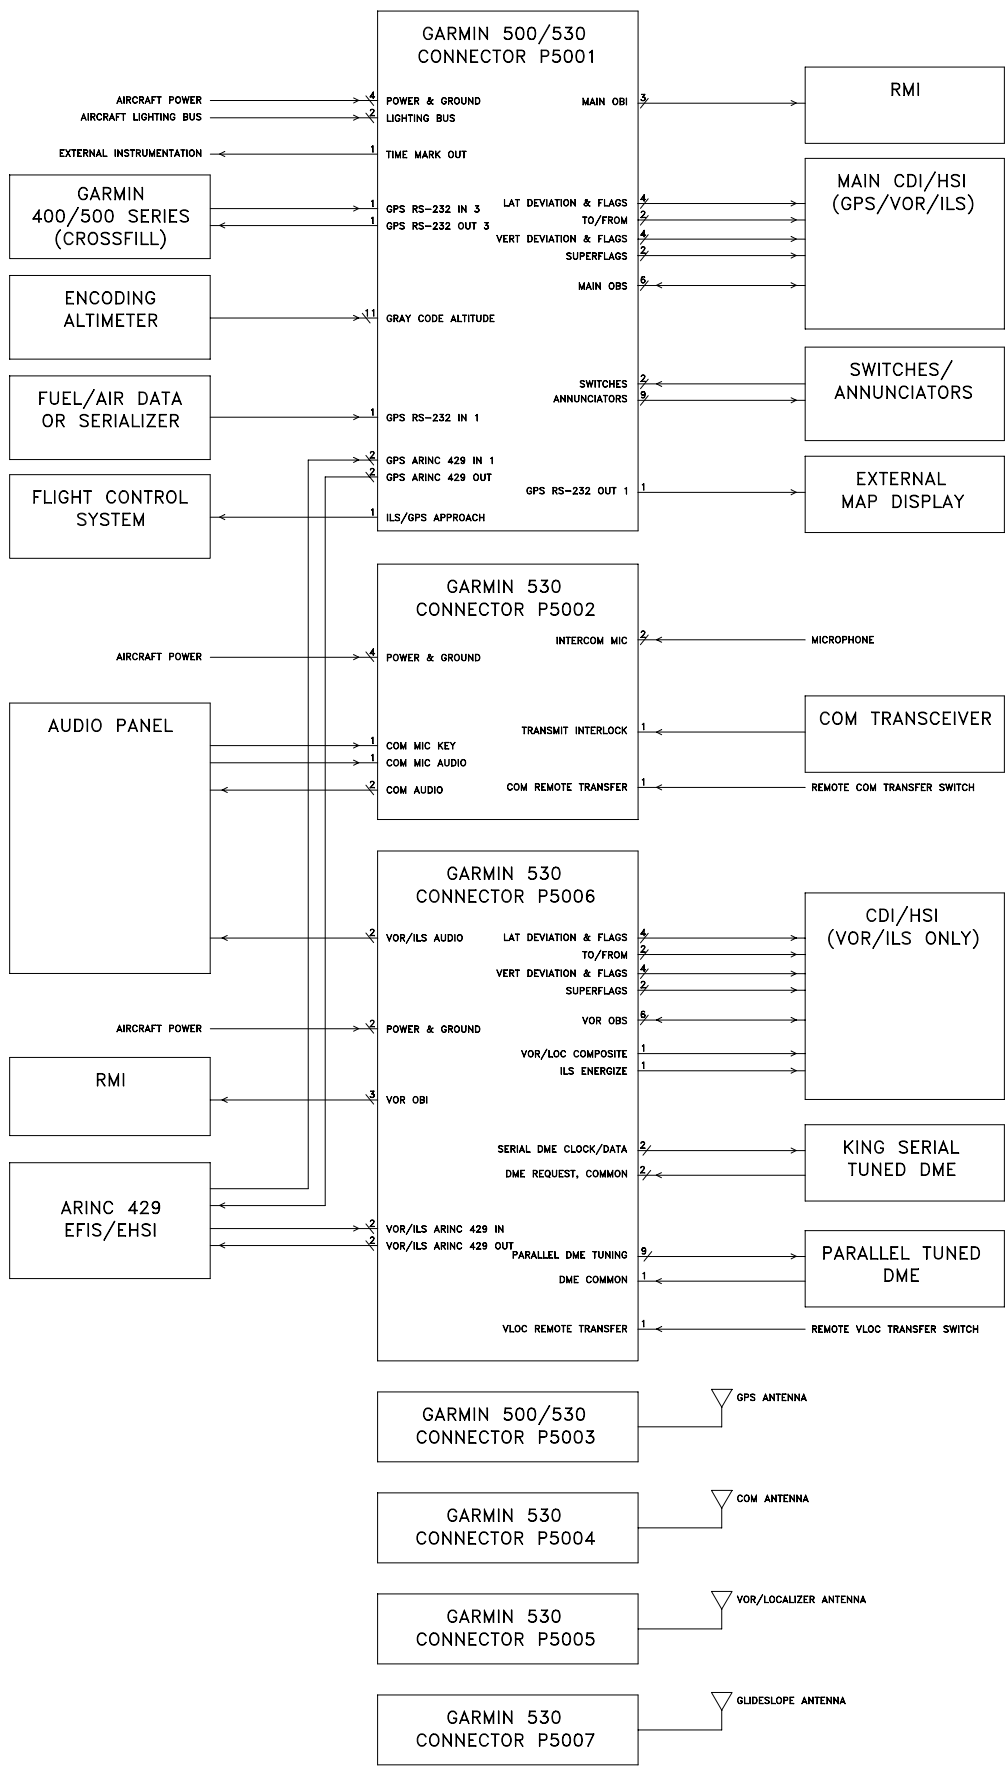 GARMIN 500/530
CONNECTOR P5001
AIRCRAFT POWER
4
POWER & GROUND
AIRCRAFT LIGHTING BUS
2
LIGHTING BUS
EXTERNAL INSTRUMENTATION
1
TIME MARK OUT
GARMIN
400/500 SERIES
(CROSSFILL)
1
GPS RS-232 IN 3
1
GPS RS-232 OUT 3
ENCODING
ALTIMETER
11
GRAY CODE ALTITUDE
FUEL/AIR DATA
OR SERIALIZER
1
GPS RS-232 IN 1
2
GPS ARINC 429 IN 1
2
GPS ARINC 429 OUT
FLIGHT CONTROL
SYSTEM
1
ILS/GPS APPROACH
MAIN OBI
3
RMI
LAT DEVIATION & FLAGS
4
TO/FROM
2
VERT DEVIATION & FLAGS
4
SUPERFLAGS
2
MAIN OBS
6
MAIN CDI/HSI
(GPS/VOR/ILS)
SWITCHES
2
ANNUNCIATORS
9
SWITCHES/
ANNUNCIATORS
GPS RS-232 OUT 1
1
EXTERNAL
MAP DISPLAY
GARMIN 530
CONNECTOR P5002
AIRCRAFT POWER
4
POWER & GROUND
AUDIO PANEL
1
COM MIC KEY
1
COM MIC AUDIO
2
COM AUDIO
INTERCOM MIC
2
MICROPHONE
TRANSMIT INTERLOCK
1
COM TRANSCEIVER
COM REMOTE TRANSFER
1
REMOTE COM TRANSFER SWITCH
GARMIN 530
CONNECTOR P5006
2
VOR/ILS AUDIO
AIRCRAFT POWER
2
POWER & GROUND
RMI
3
VOR OBI
ARINC 429
EFIS/EHSI
2
VOR/ILS ARINC 429 IN
2
VOR/ILS ARINC 429 OUT
LAT DEVIATION & FLAGS
4
TO/FROM
2
VERT DEVIATION & FLAGS
4
SUPERFLAGS
2
VOR OBS
6
VOR/LOC COMPOSITE
1
ILS ENERGIZE
1
CDI/HSI
(VOR/ILS ONLY)
SERIAL DME CLOCK/DATA
2
DME REQUEST, COMMON
2
KING SERIAL
TUNED DME
PARALLEL DME TUNING
9
DME COMMON
1
PARALLEL TUNED
DME
VLOC REMOTE TRANSFER
1
REMOTE VLOC TRANSFER SWITCH
GARMIN 500/530
CONNECTOR P5003
GPS ANTENNA
GARMIN 530
CONNECTOR P5004
COM ANTENNA
GARMIN 530
CONNECTOR P5005
VOR/LOCALIZER ANTENNA
GARMIN 530
CONNECTOR P5007
GLIDESLOPE ANTENNA